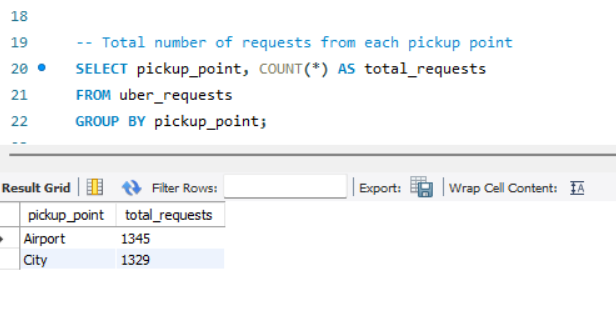 18
19 -- Total number of requests from each pickup point
20 SELECT pickup_point, COUNT(*) AS total_requests
21 FROM uber_requests
22 GROUP BY pickup_point;
Result Grid Filter Rows: Export: Wrap Cell Content: IA
pickup_point total_requests
Airport 1345
City 1329